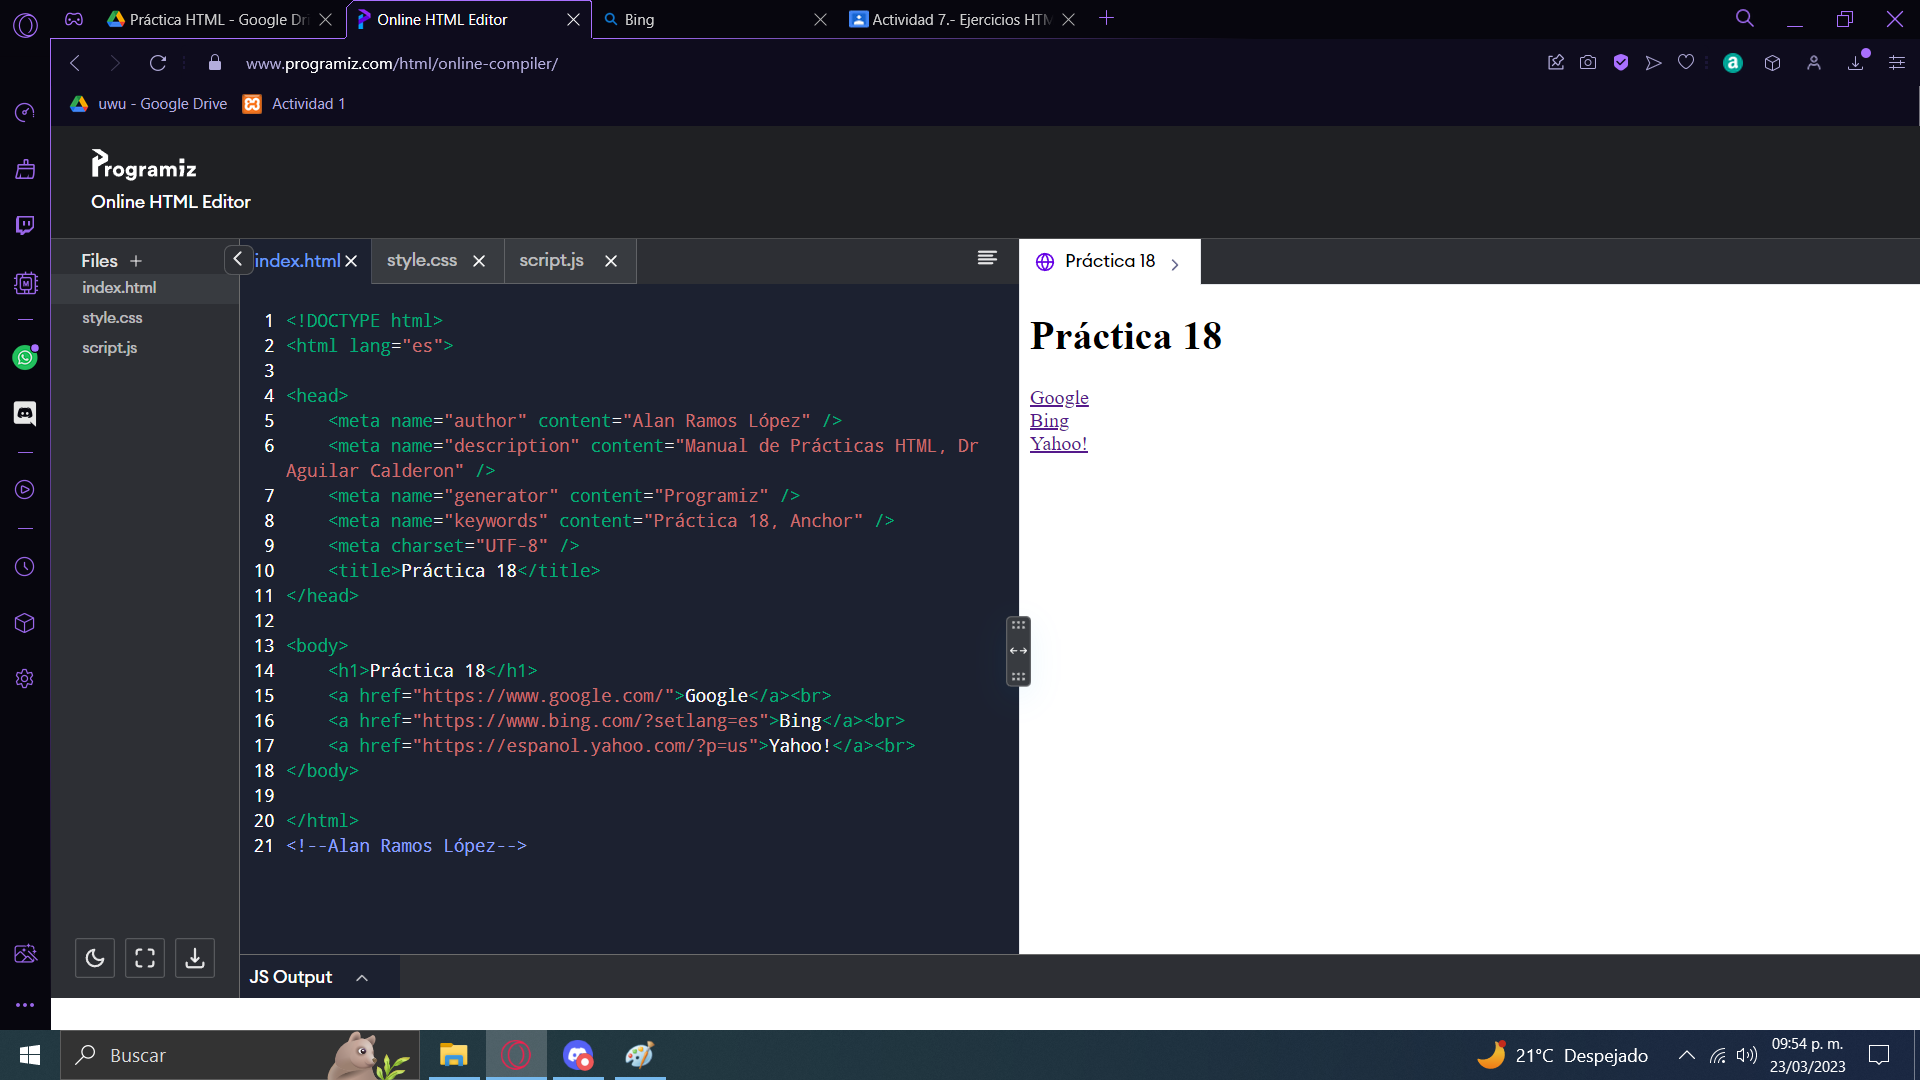 Práctica HTML - Google Dri
Online HTML Editor
Bing
Actividad 7.- Ejercicios HTM
www.programiz.com/html/online-compiler/
uwu - Google Drive
Actividad 1
Programiz
Online HTML Editor
Files +
index.html
style.css
script.js
index.html
style.css
script.js
1 <!DOCTYPE html>
2 <html lang="es">
3
4 <head>
5 <meta name="author" content="Alan Ramos López" />
6 <meta name="description" content="Manual de Prácticas HTML, Dr
Aguilar Calderon" />
7 <meta name="generator" content="Programiz" />
8 <meta name="keywords" content="Práctica 18, Anchor" />
9 <meta charset="UTF-8" />
10 <title>Práctica 18</title>
11 </head>
12
13 <body>
14 <h1>Práctica 18</h1>
15 <a href="https://www.google.com/">Google</a><br>
16 <a href="https://www.bing.com/?setlang=es">Bing</a><br>
17 <a href="https://espanol.yahoo.com/?p=us">Yahoo!</a><br>
18 </body>
19
20 </html>
21 <!--Alan Ramos López-->
JS Output
Práctica 18
Práctica 18
Google
Bing
Yahoo!
Buscar
21°C Despejado
09:54 p. m.
23/03/2023